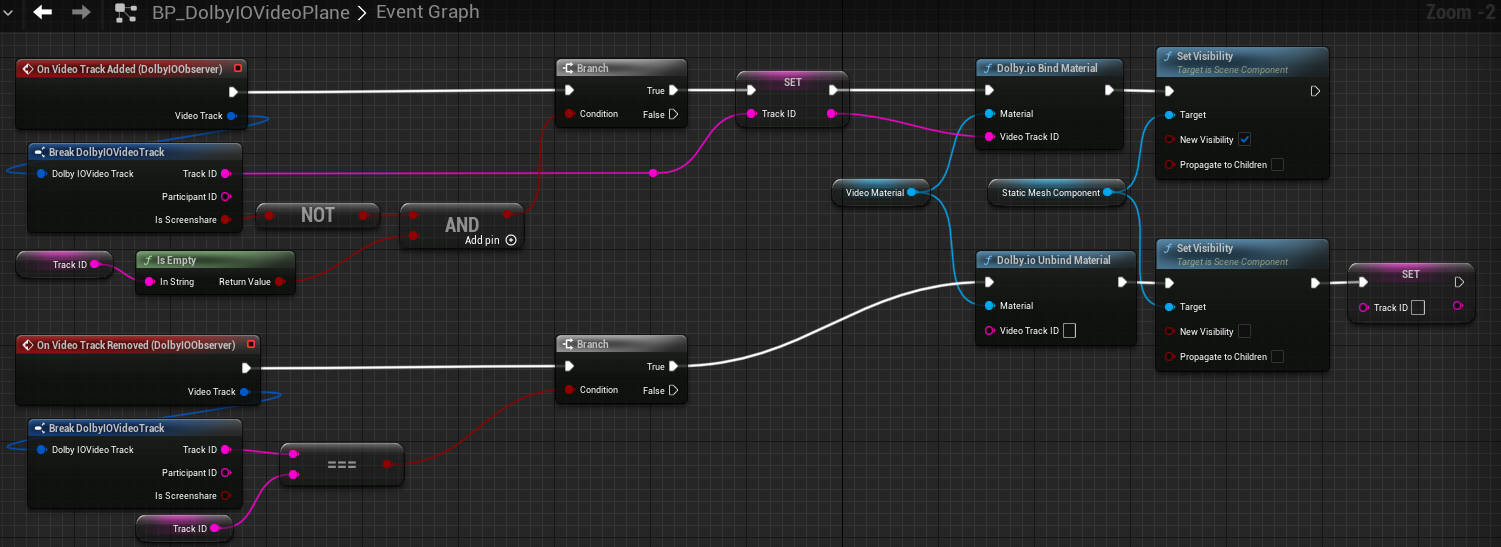 BP_DolbyIOVideoPlane > Event Graph
Zoom -2
On Video Track Added (DolbyIOObserver)
Video Track
Break DolbyIOVideoTrack
Dolby IOVideo Track
Track ID
Participant ID
Is Screenshare
NOT
AND
Add pin
Track ID
Is Empty
In String
Return Value
Branch
True
Condition
False
SET
Track ID
Dolby.io Bind Material
Material
Video Track ID
Set Visibility
Target is Scene Component
Target
New Visibility
Propagate to Children
Video Material
Static Mesh Component
On Video Track Removed (DolbyIOObserver)
Video Track
Break DolbyIOVideoTrack
Dolby IOVideo Track
Track ID
Participant ID
Is Screenshare
Track ID
===
Branch
True
Condition
False
Dolby.io Unbind Material
Material
Video Track ID
Set Visibility
Target is Scene Component
Target
New Visibility
Propagate to Children
SET
Track ID